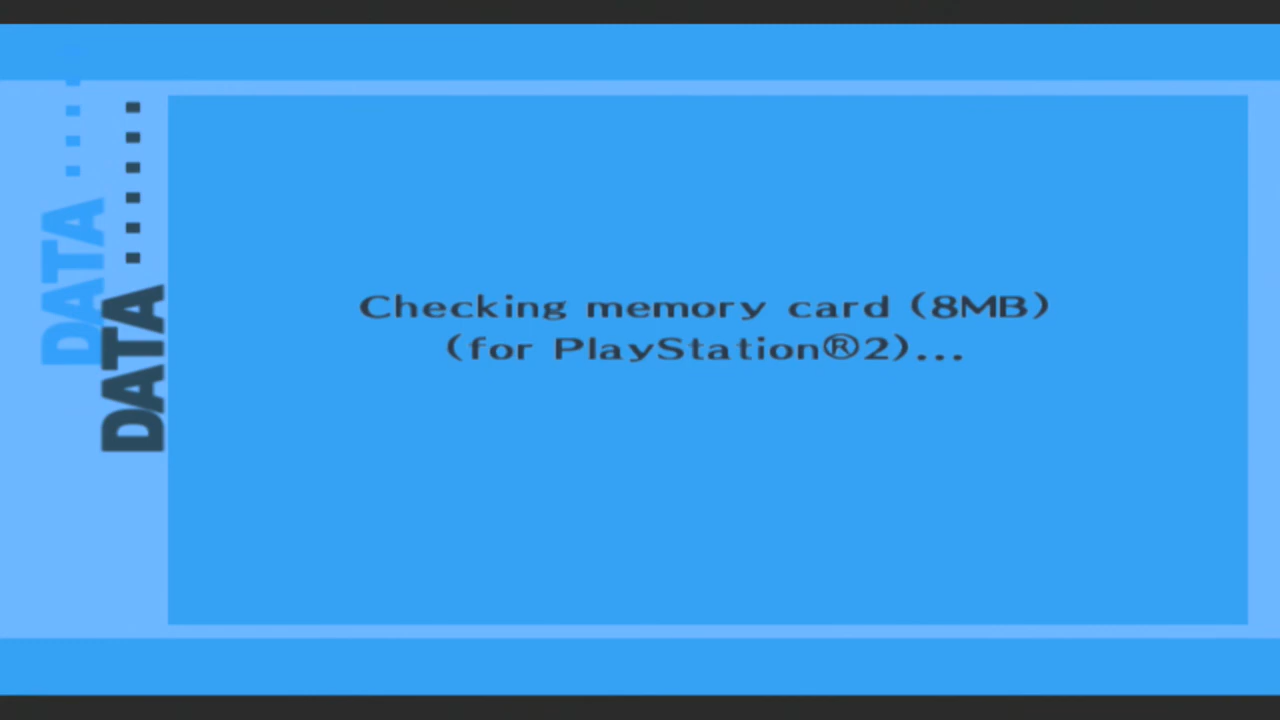 DATA ......
DATA ....
Checking memory card (8MB)
(for PlayStation®2)...